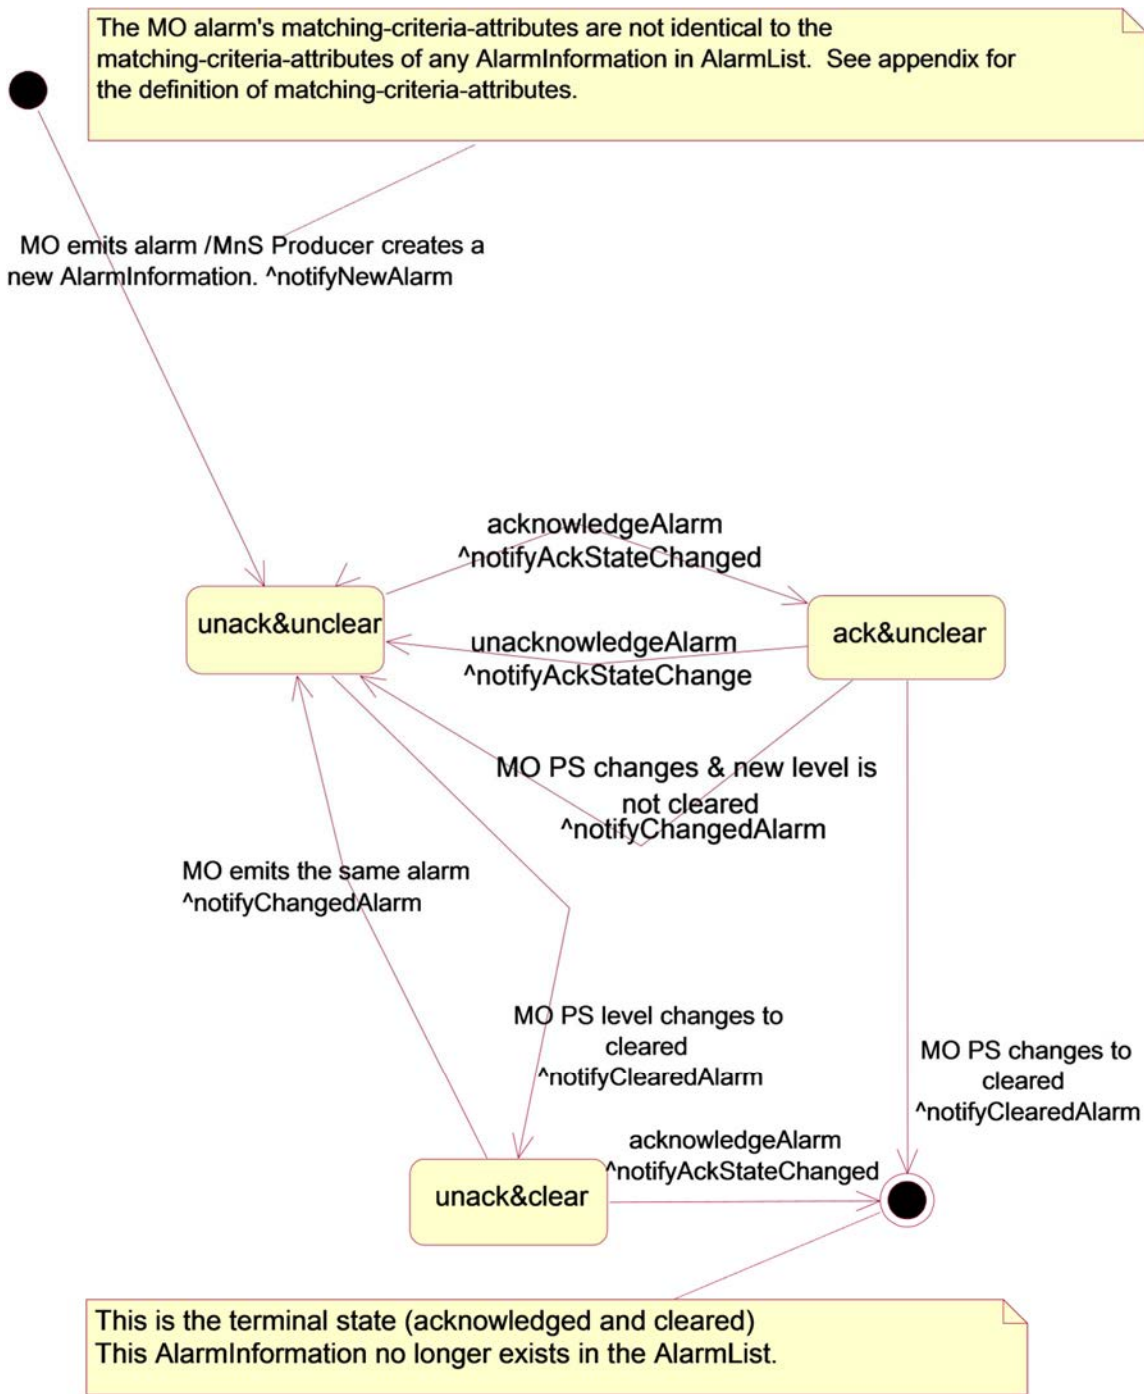 The MO alarm's matching-criteria-attributes are not identical to the
matching-criteria-attributes of any AlarmInformation in AlarmList.  See appendix for
the definition of matching-criteria-attributes.
MO emits alarm /MnS Producer creates a
new AlarmInformation. ^notifyNewAlarm
acknowledgeAlarm
^notifyAckStateChanged
unack&unclear
ack&unclear
unacknowledgeAlarm
^notifyAckStateChange
MO PS changes & new level is
not cleared
^notifyChangedAlarm
MO emits the same alarm
^notifyChangedAlarm
MO PS level changes to
cleared
^notifyClearedAlarm
MO PS changes to
cleared
^notifyClearedAlarm
acknowledgeAlarm
^notifyAckStateChanged
unack&clear
This is the terminal state (acknowledged and cleared)
This AlarmInformation no longer exists in the AlarmList.